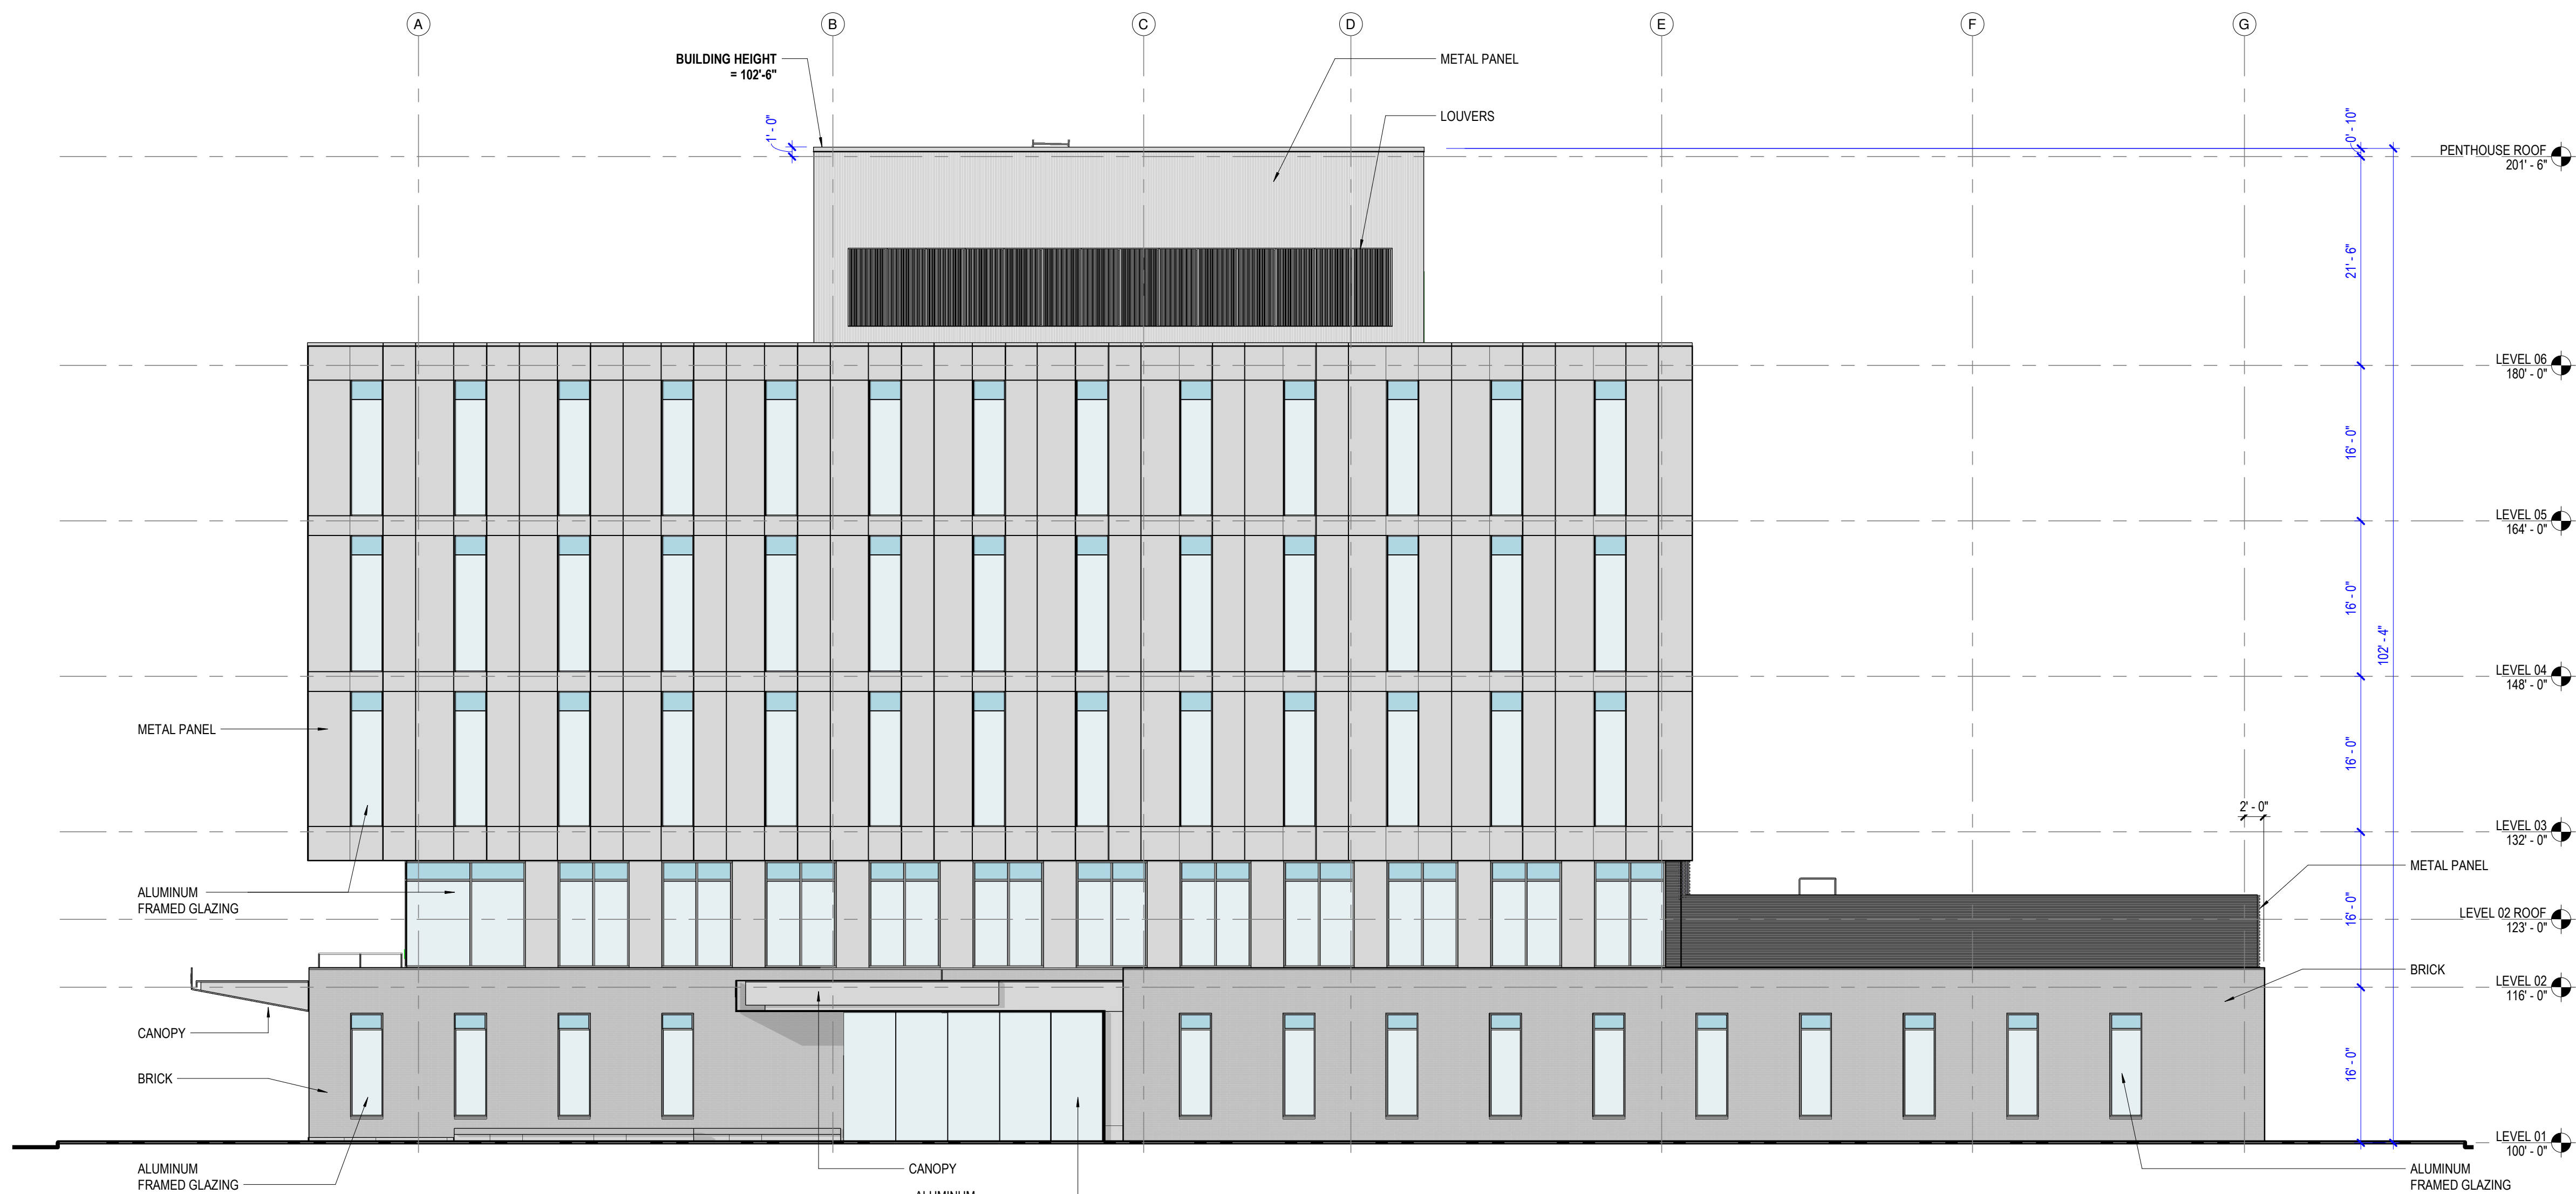 A
B
C
D
E
F
G
BUILDING HEIGHT
= 102'-6"
METAL PANEL
LOUVERS
1' - 0"
0' - 10"
PENTHOUSE ROOF
201' - 6"
21' - 6"
LEVEL 06
180' - 0"
16' - 0"
LEVEL 05
164' - 0"
16' - 0"
102' - 4"
LEVEL 04
148' - 0"
METAL PANEL
16' - 0"
2' - 0"
LEVEL 03
132' - 0"
METAL PANEL
ALUMINUM
FRAMED GLAZING
16' - 0"
LEVEL 02 ROOF
123' - 0"
BRICK
LEVEL 02
116' - 0"
CANOPY
BRICK
16' - 0"
LEVEL 01
100' - 0"
ALUMINUM
FRAMED GLAZING
CANOPY
ALUMINUM
FRAMED GLAZING
ALUMINUM